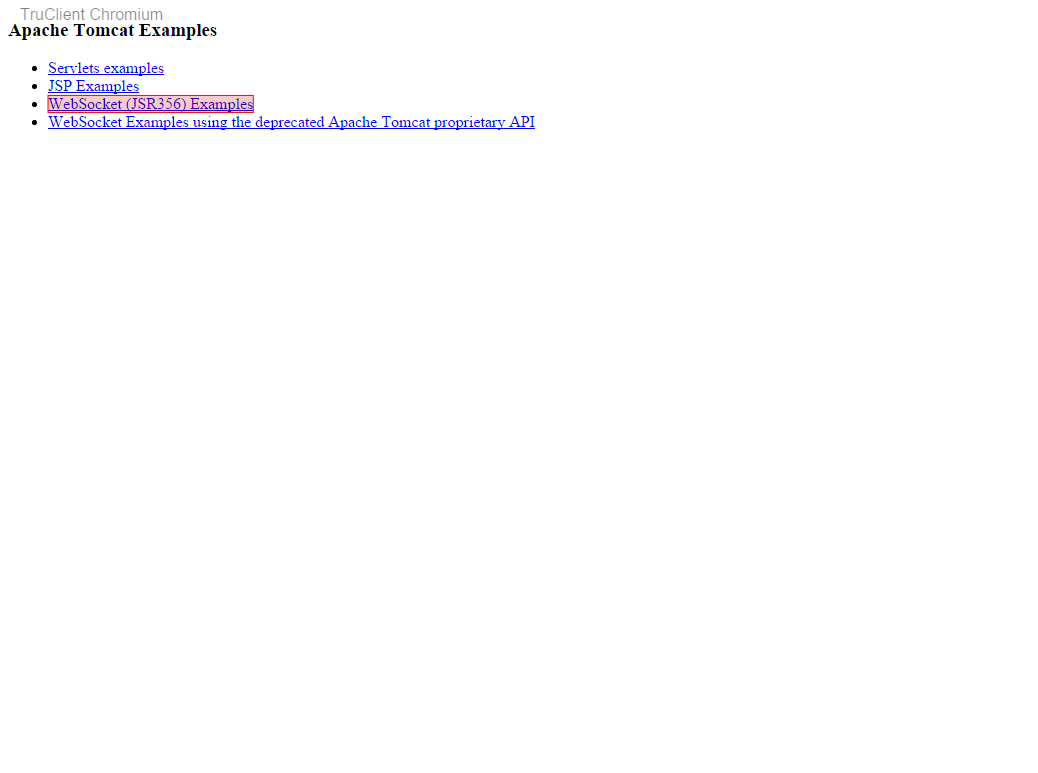 TruClient Chromium
Apache Tomcat Examples
Servlets examples
JSP Examples
WebSocket (JSR356) Examples
WebSocket Examples using the deprecated Apache Tomcat proprietary API